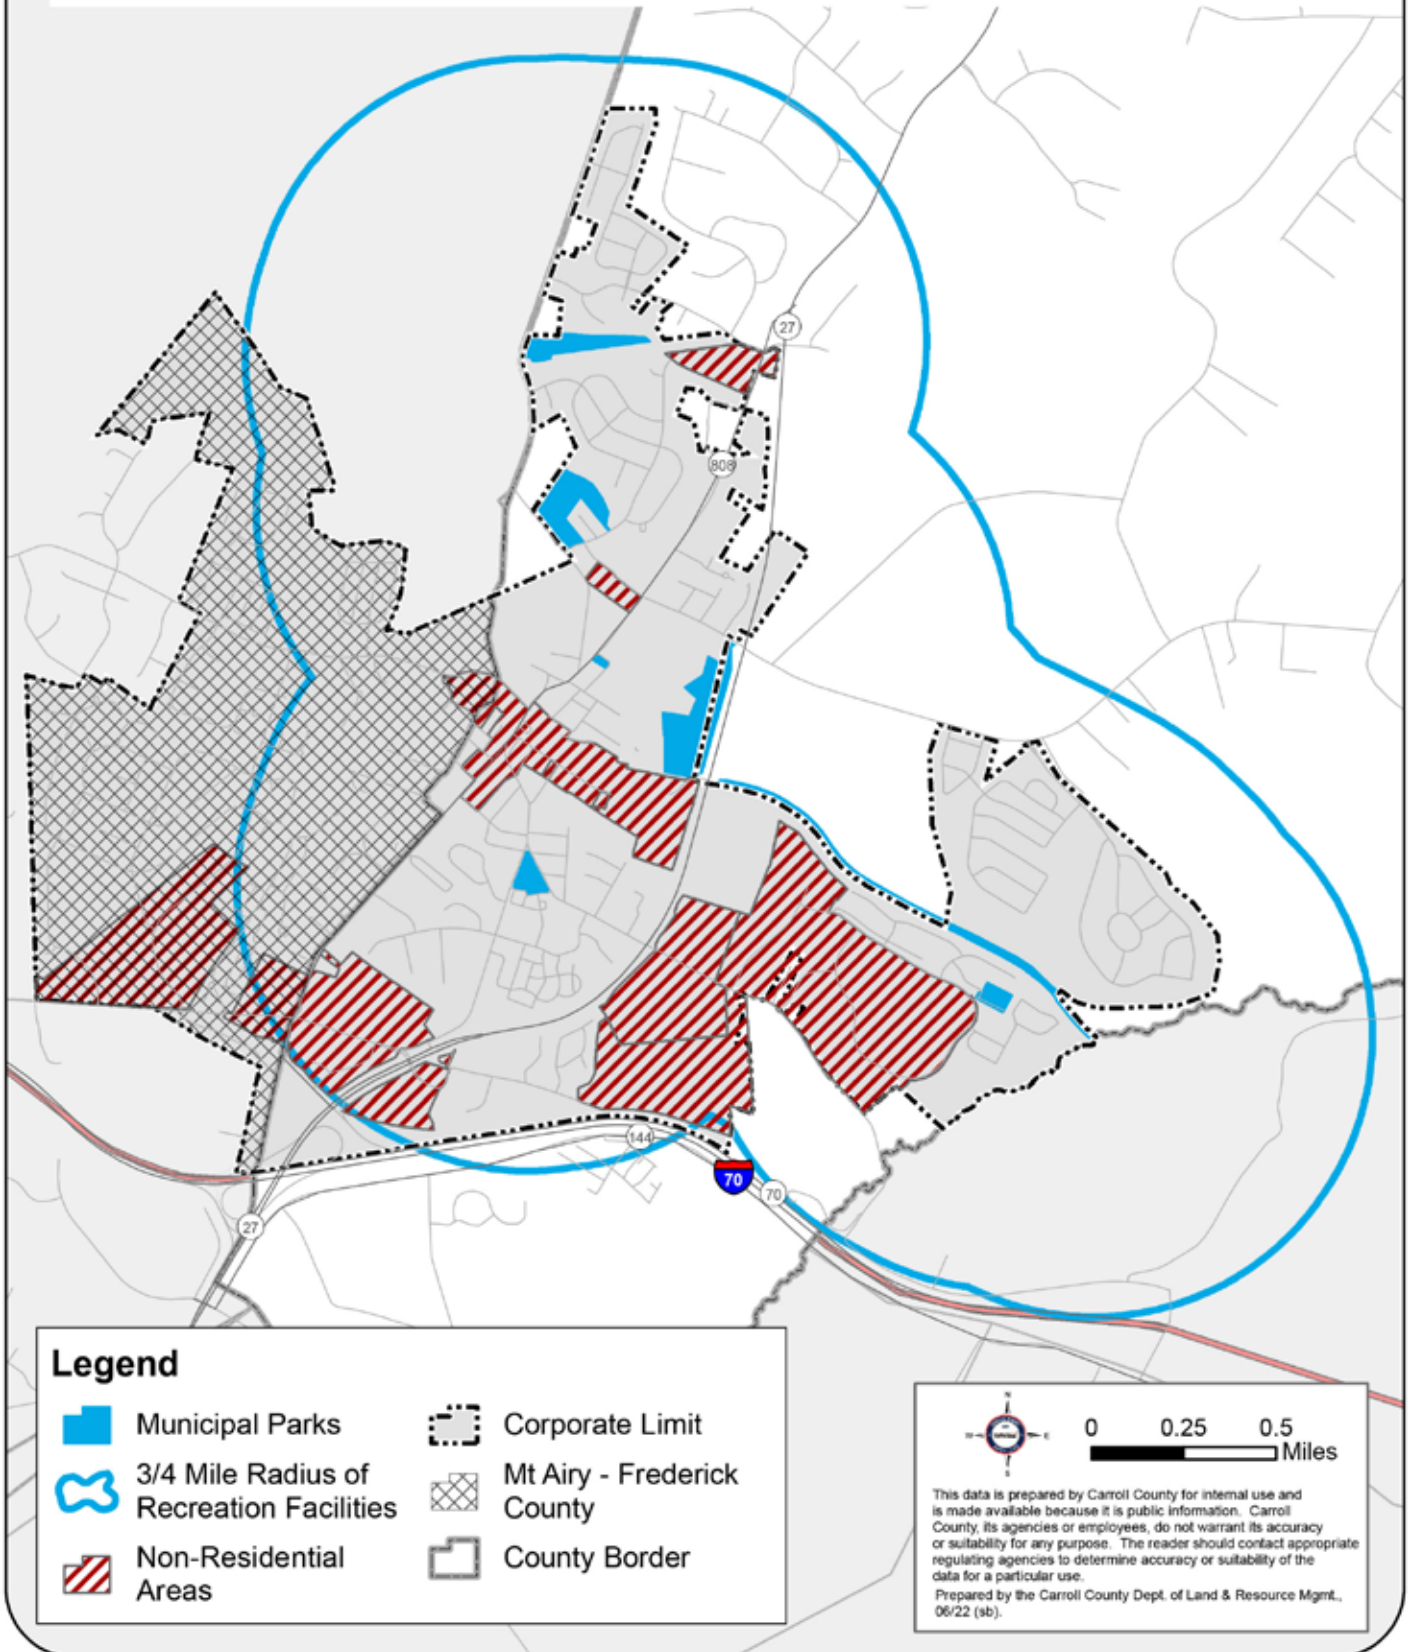 27
808
144
70
70
27
Legend
Municipal Parks
3/4 Mile Radius of
Recreation Facilities
Non-Residential
Areas
Corporate Limit
Mt Airy - Frederick
County
County Border
N
W
E
S
0 0.25 0.5
Miles
This data is prepared by Carroll County for internal use and
is made available because it is public information. Carroll
County, its agencies or employees, do not warrant its accuracy
or suitability for any purpose. The reader should contact appropriate
regulating agencies to determine accuracy or suitability of the
data for a particular use.
Prepared by the Carroll County Dept. of Land & Resource Mgmt.,
06/22 (sb).